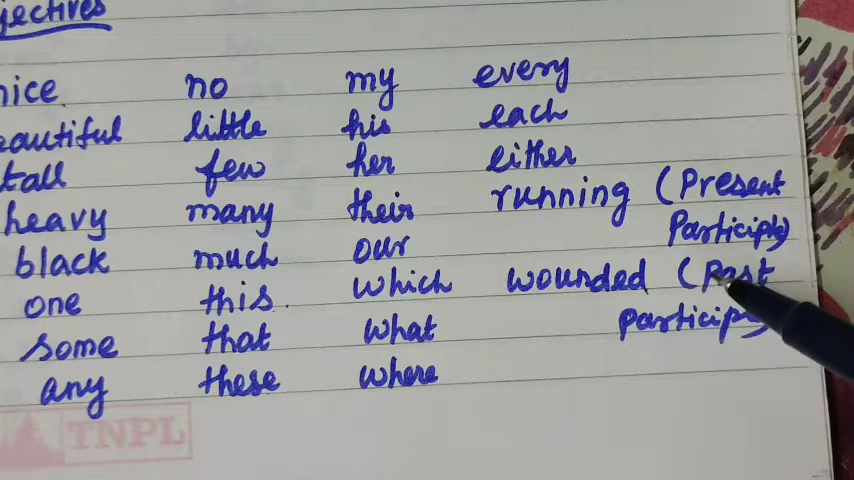 jectives
nice no my every
eautiful little his each
tall few her either
heavy many their running (Present
Participle)
black much our
one this which wounded (Past
participle)
some that what
any these where
TNPL